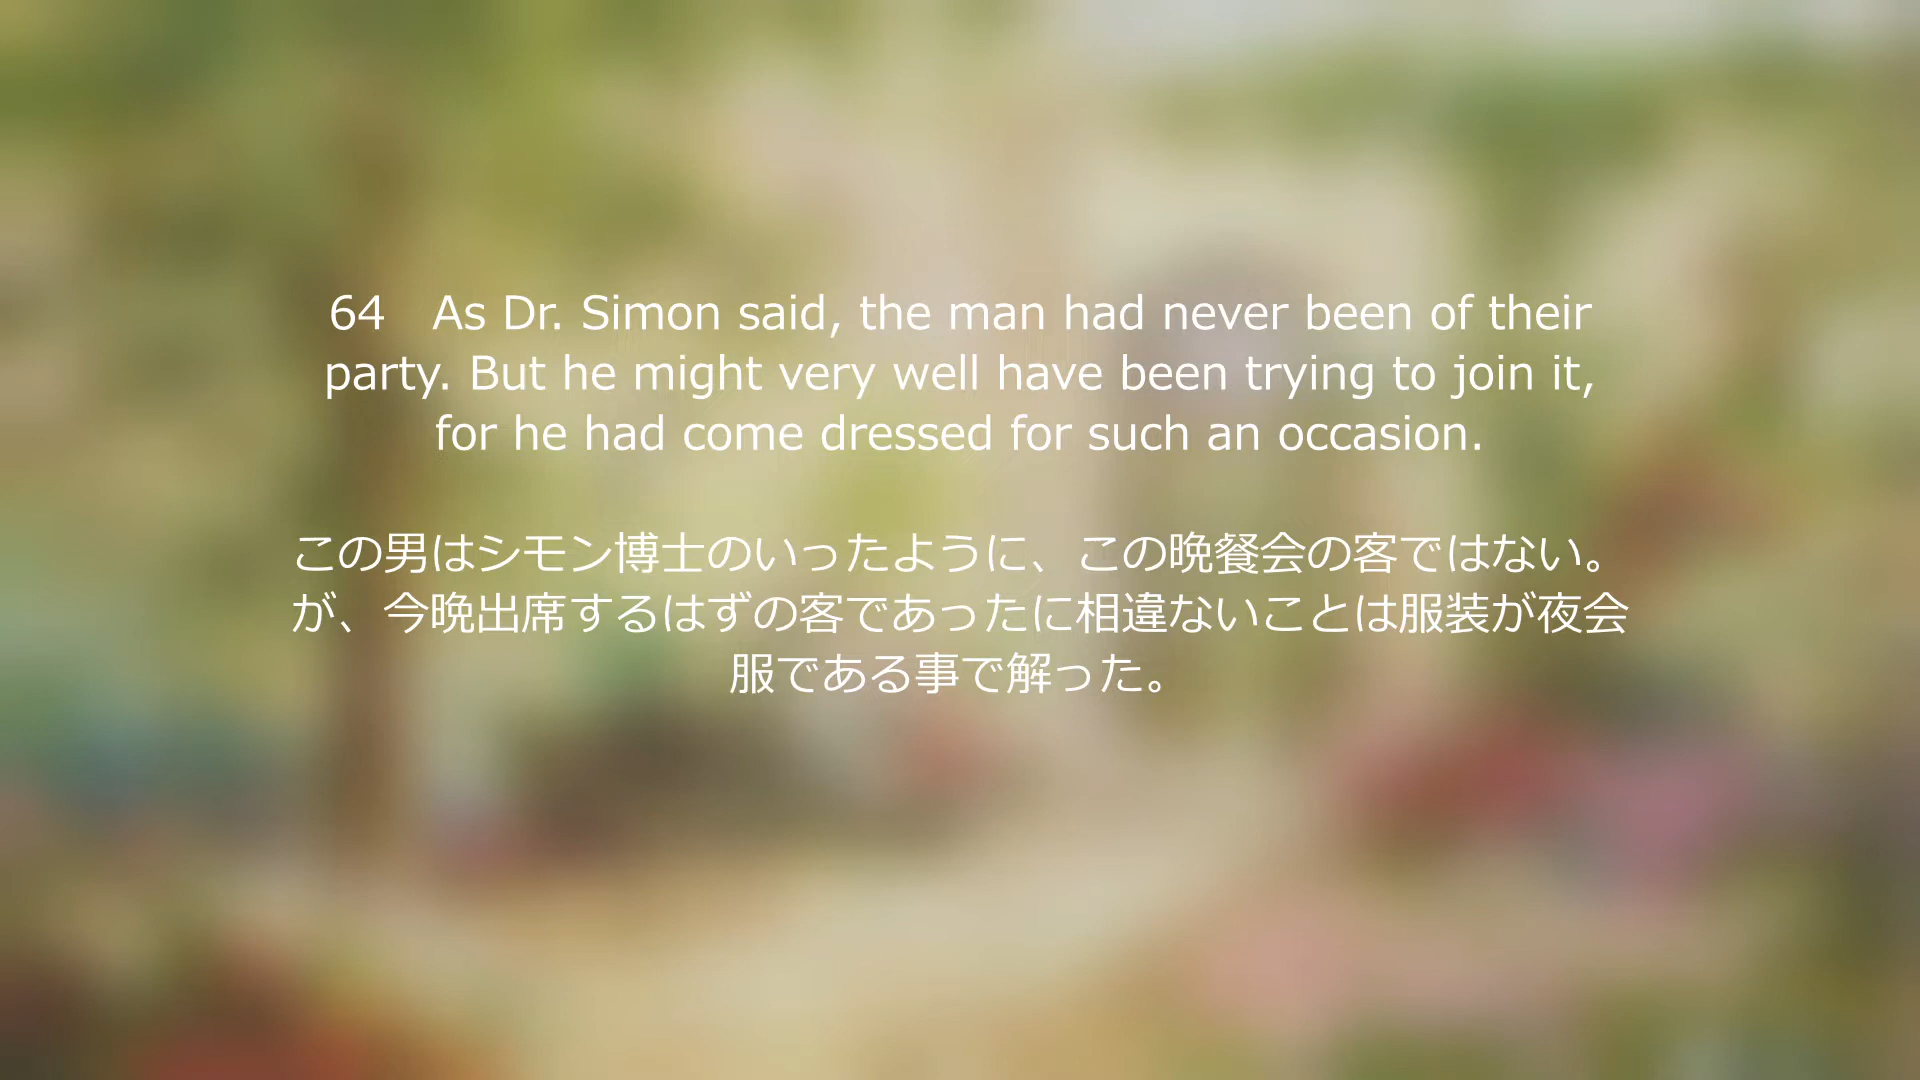 64　As Dr. Simon said, the man had never been of their
party. But he might very well have been trying to join it,
for he had come dressed for such an occasion.
この男はシモン博士のいったように、この晩餐会の客ではない。
が、今晩出席するはずの客であったに相違ないことは服装が夜会
服である事で解った。